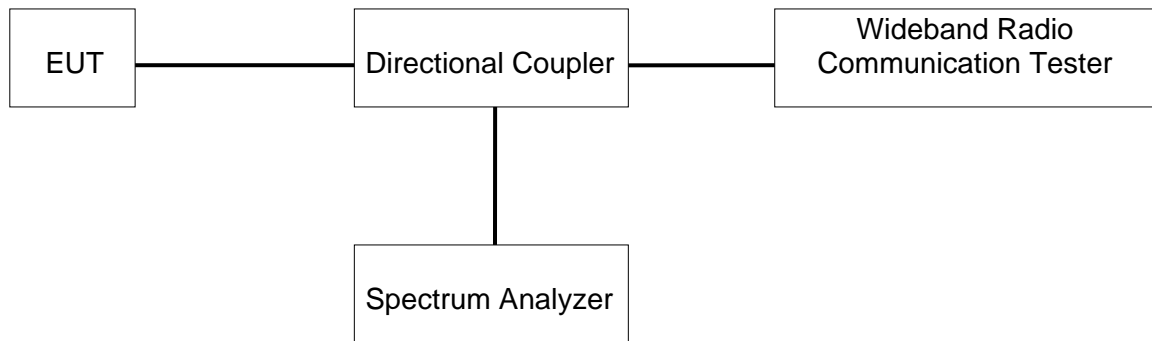 EUT
Directional Coupler
Wideband Radio
Communication Tester
Spectrum Analyzer